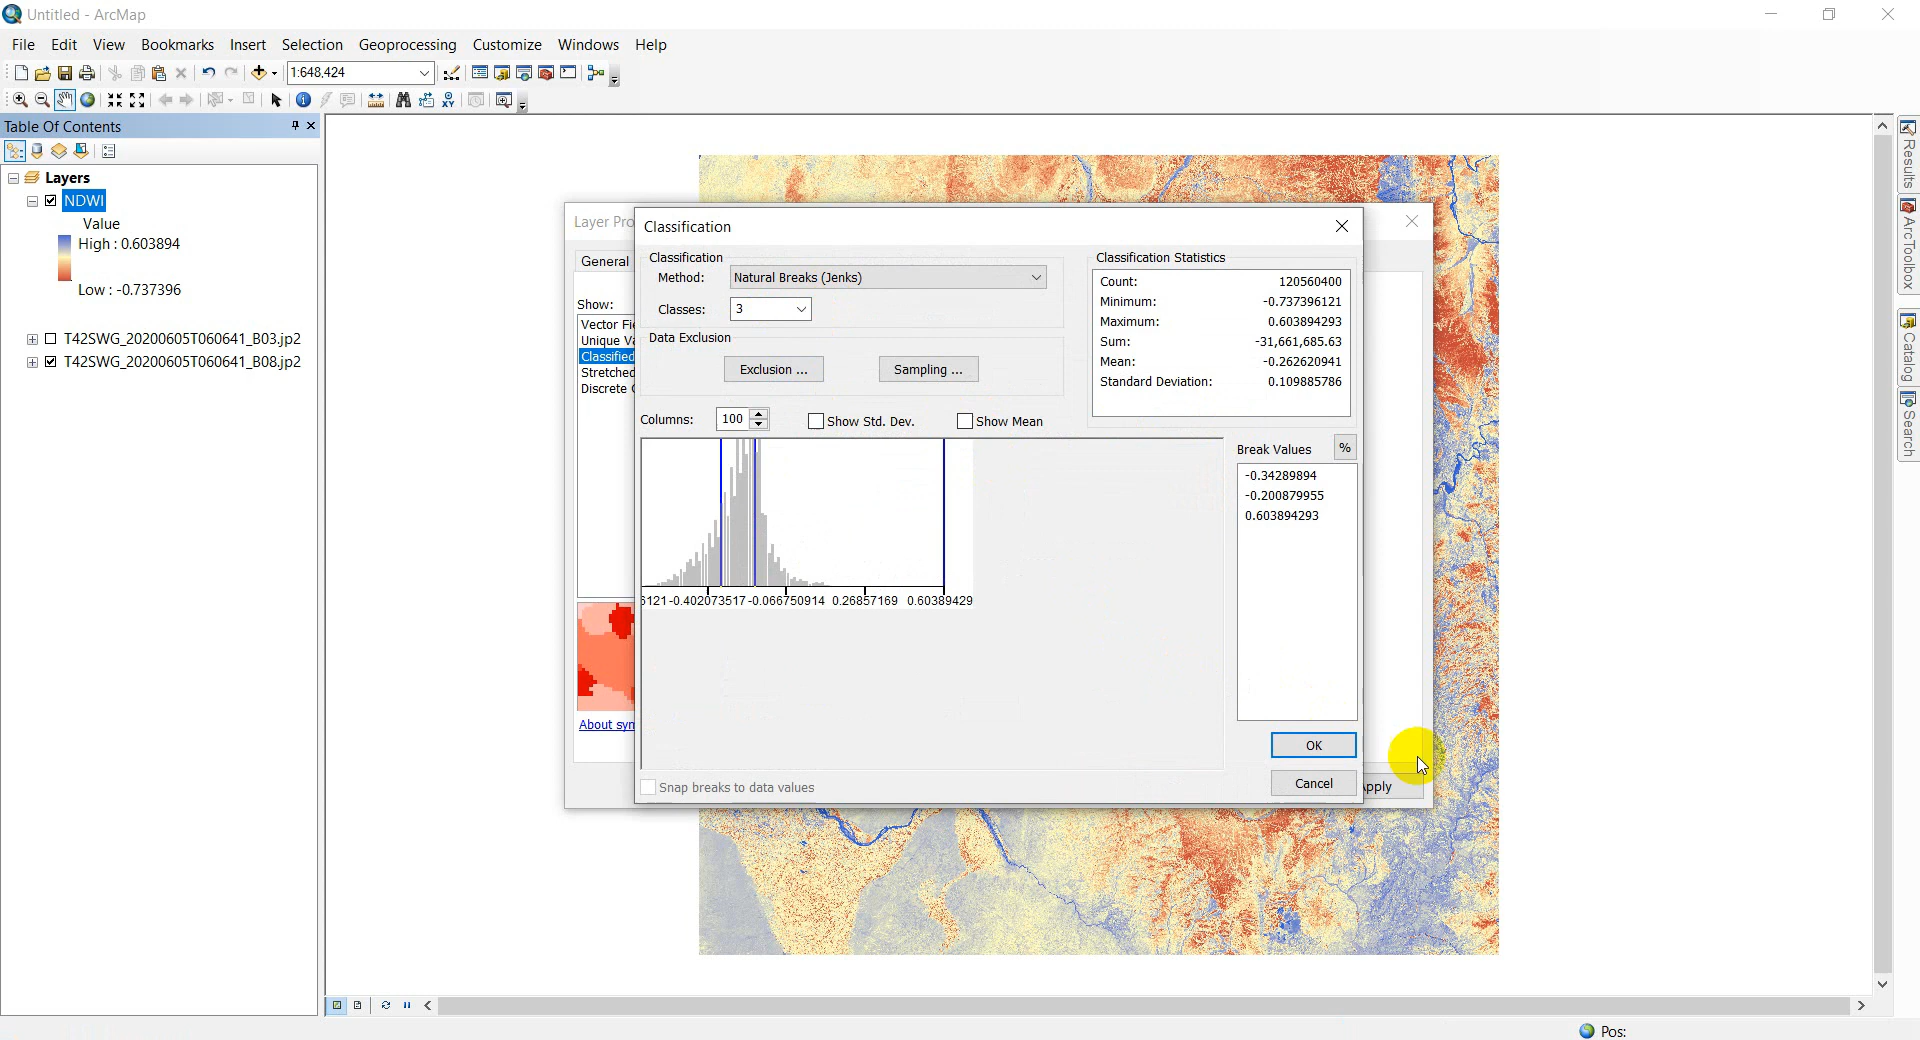 Untitled - ArcMap
File Edit View Bookmarks Insert Selection Geoprocessing Customize Windows Help
1:648,424
Table Of Contents
Layers
NDWI
Value
High : 0.603894
Low : -0.737396
T42SWG_20200605T060641_B03.jp2
T42SWG_20200605T060641_B08.jp2
Layer Pro
General
Show:
Vector Fi
Unique Va
Classified
Stretched
Discrete
About sym
Classification
Classification
Method: Natural Breaks (Jenks)
Classes: 3
Data Exclusion
Exclusion ... Sampling ...
Classification Statistics
Count: 120560400
Minimum: -0.737396121
Maximum: 0.603894293
Sum: -31,661,685.63
Mean: -0.262620941
Standard Deviation: 0.109885786
Columns: 100 Show Std. Dev. Show Mean
Break Values %
-0.34289894
-0.200879955
0.603894293
6121 -0.402073517 -0.066750914 0.26857169 0.60389429
OK
Cancel
Apply
Snap breaks to data values
Results
ArcToolbox
Catalog
Search
Pos: